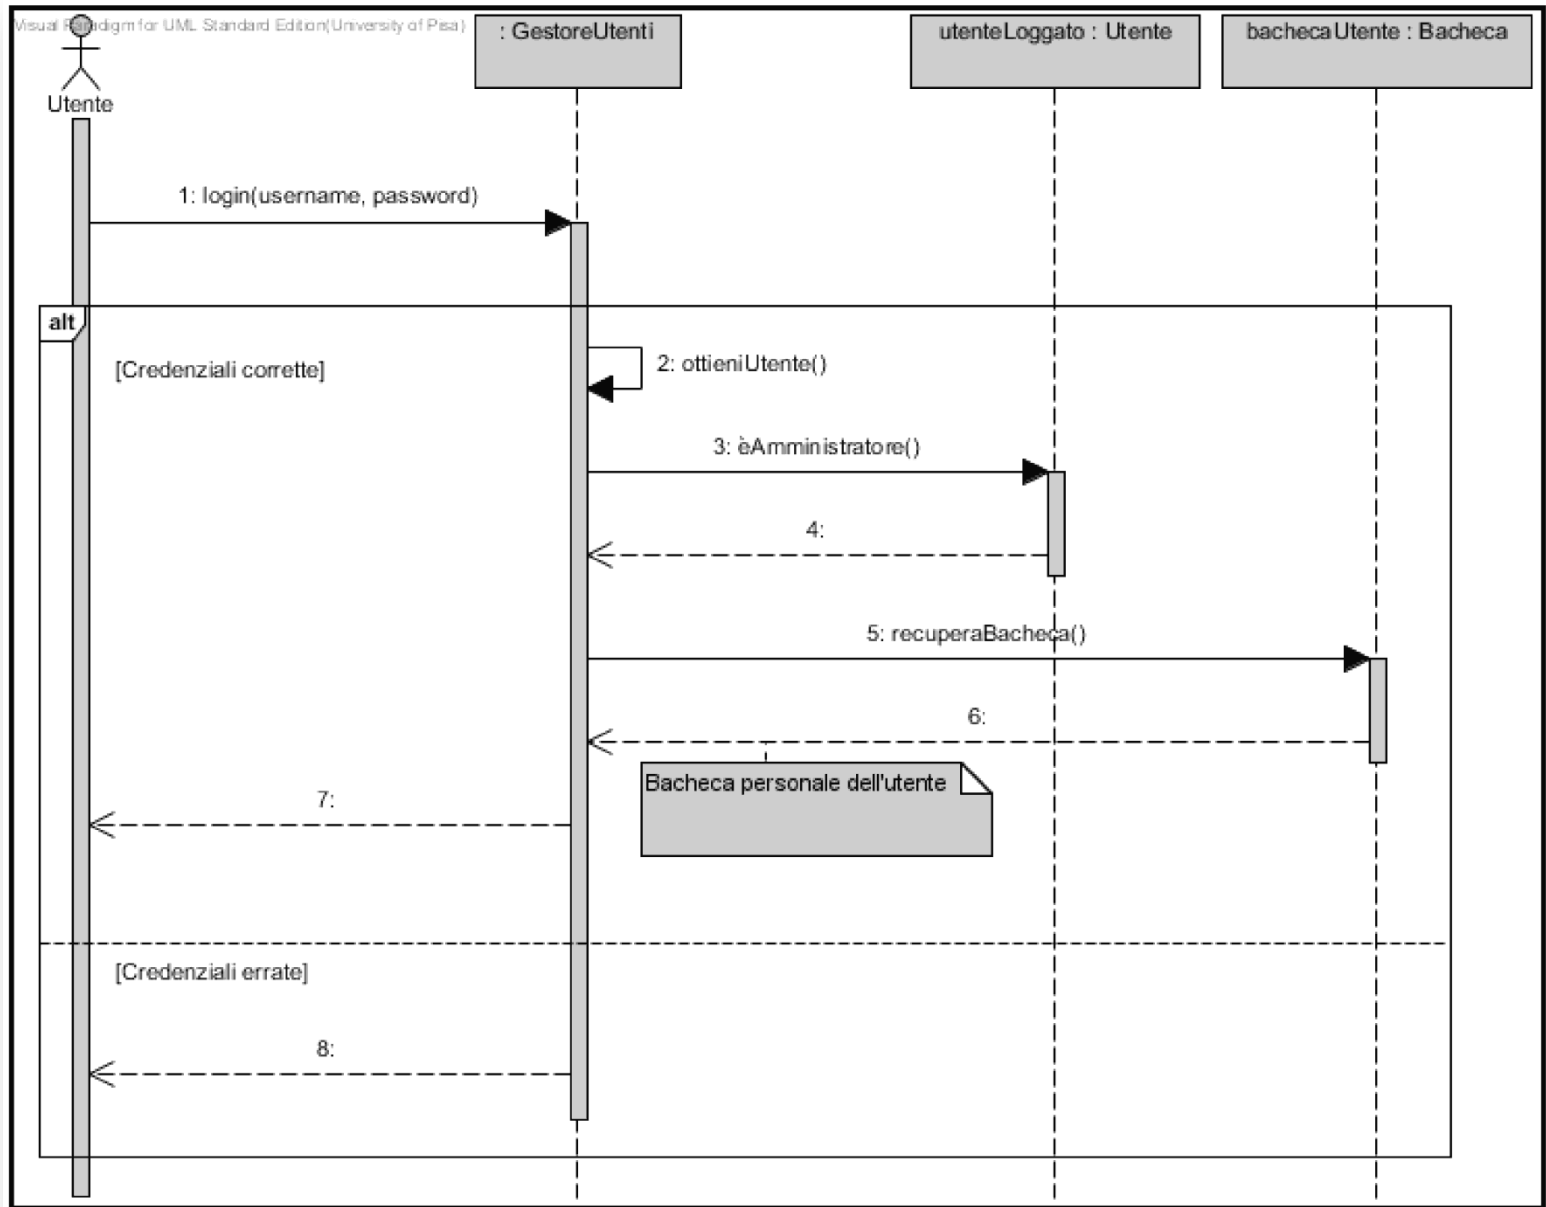 Visual Paradigm for UML Standard Edition(University of Pisa)
: GestoreUtenti
utenteLoggato : Utente
bachecaUtente : Bacheca
Utente
1: login(username, password)
alt
[Credenziali corrette]
2: ottieniUtente()
3: èAmministratore()
4:
5: recuperaBacheca()
6:
Bacheca personale dell'utente
7:
[Credenziali errate]
8: